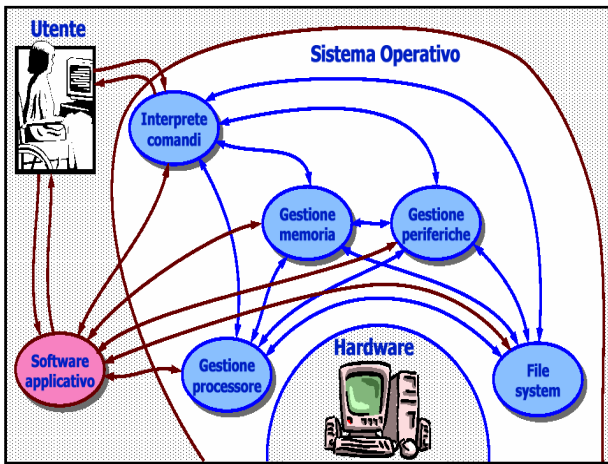 Utente
Sistema Operativo
Interprete
comandi
Gestione
memoria
Gestione
periferiche
Software
applicativo
Gestione
processore
Hardware
File
system